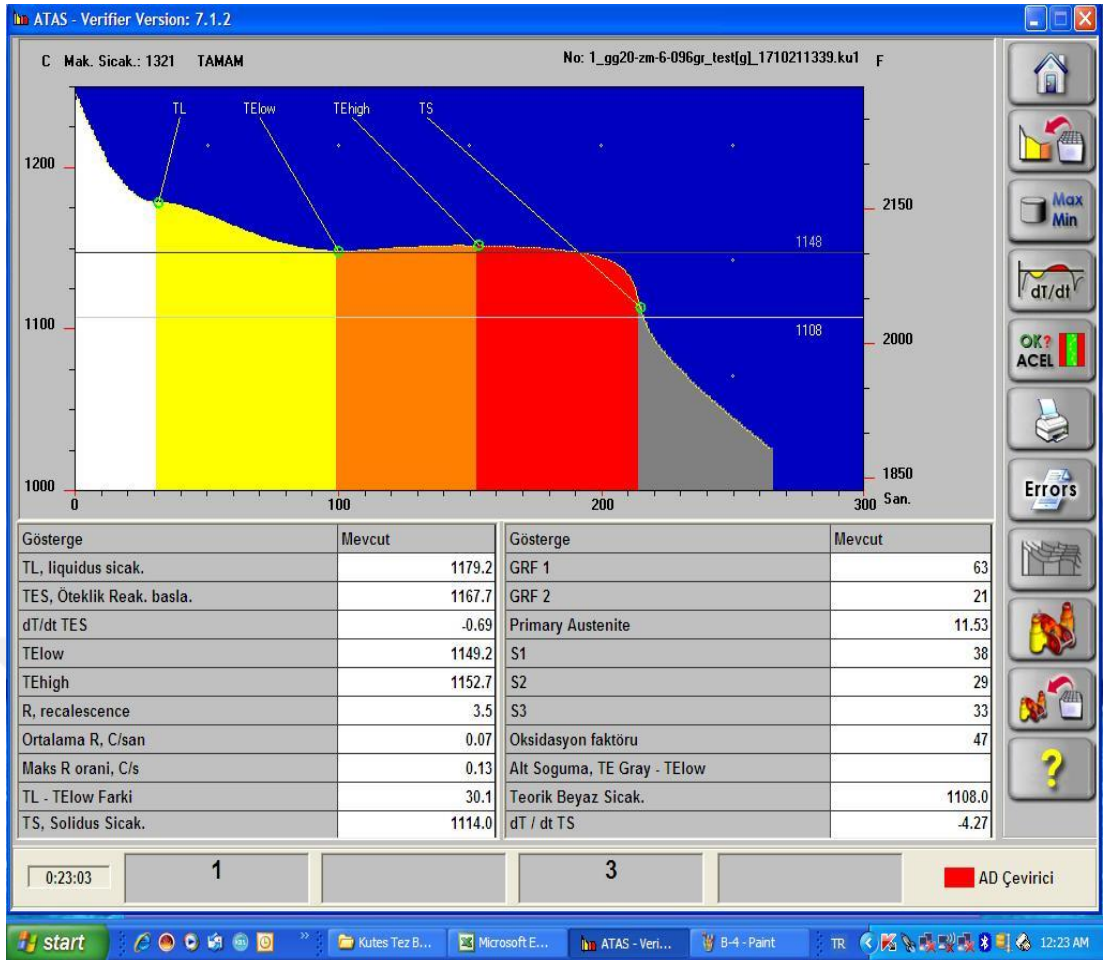 ATAS - Verifier Version: 7.1.2
C Mak. Sicak.: 1321 TAMAM No: 1_gg20-zm-6-096gr_test[g]_1710211339.ku1 F
TL TElow TEhigh TS
1200
2150
1148
1100
1108
2000
1000
1850
0 100 200 300 San.
Max
Min
dT/dt
OK?
ACEL
Errors
?
Gösterge Mevcut Gösterge Mevcut
TL, liquidus sicak. 1179.2 GRF 1 63
TES, Öteklik Reak. basla. 1167.7 GRF 2 21
dT/dt TES -0.69 Primary Austenite 11.53
TElow 1149.2 S1 38
TEhigh 1152.7 S2 29
R, recalescence 3.5 S3 33
Ortalama R, C/san 0.07 Oksidasyon faktöru 47
Maks R orani, C/s 0.13 Alt Soguma, TE Gray - TElow
TL - TElow Farki 30.1 Teorik Beyaz Sicak. 1108.0
TS, Solidus Sicak. 1114.0 dT / dt TS -4.27
0:23:03 1 3 AD Çevirici
start » Kutes Tez B... Microsoft E... ATAS - Veri... B-4 - Paint TR 12:23 AM